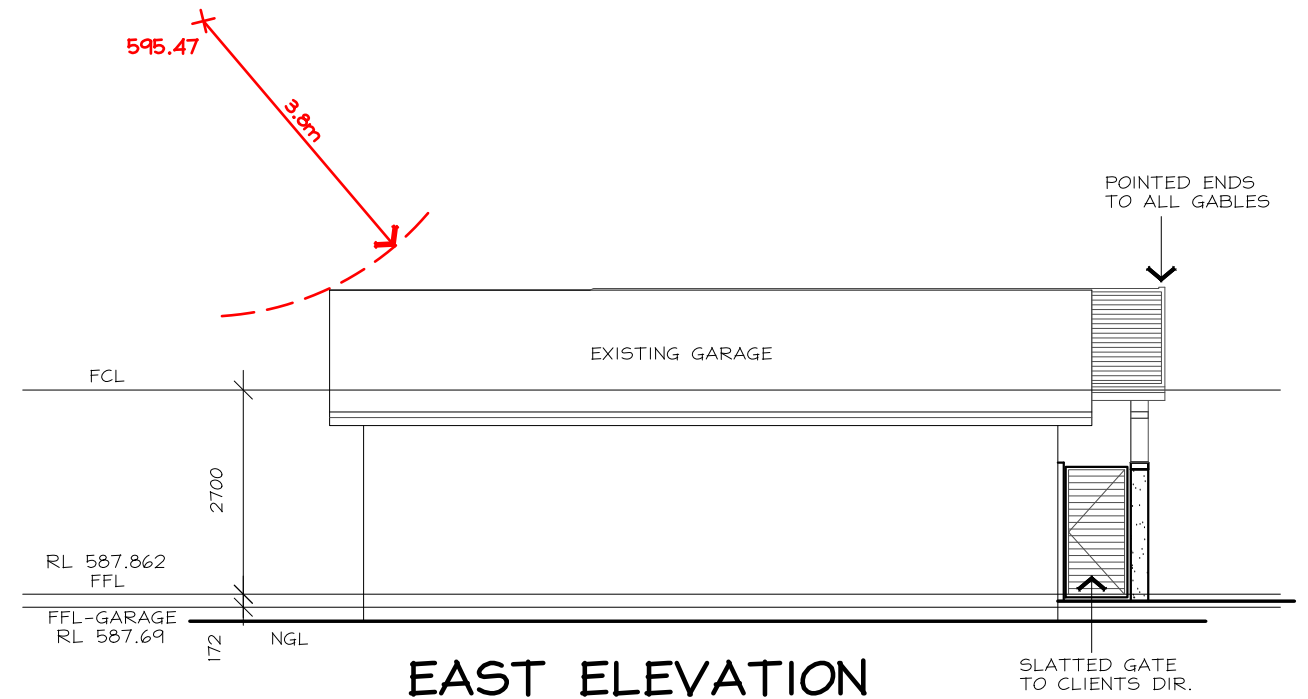 595.47
3.8m
POINTED ENDS
TO ALL GABLES
EXISTING GARAGE
FCL
2700
RL 587.862
FFL
FFL-GARAGE
RL 587.69
172
NGL
EAST ELEVATION
SLATTED GATE
TO CLIENTS DIR.